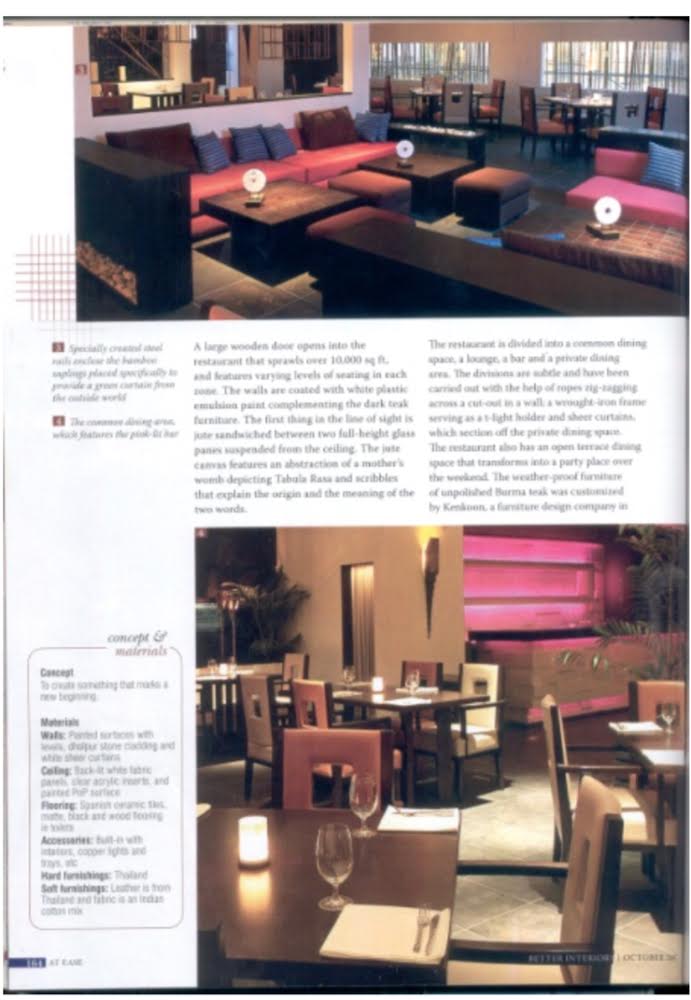 3
3 Specially created steel
rails enclose the bamboo
saplings placed specifically to
provide a green curtain from
the outside world
4 The common dining area,
which features the pink-lit bar
A large wooden door opens into the
restaurant that sprawls over 10,000 sq ft,
and features varying levels of seating in each
zone. The walls are coated with white plastic
emulsion paint complementing the dark teak
furniture. The first thing in the line of sight is
jute sandwiched between two full-height glass
panes suspended from the ceiling. The jute
canvas features an abstraction of a mother's
womb depicting Tabula Rasa and scribbles
that explain the origin and the meaning of the
two words.
The restaurant is divided into a common dining
space, a lounge, a bar and a private dining
area. The divisions are subtle and have been
carried out with the help of ropes zig-zagging
across a cut-out in a wall; a wrought-iron frame
serving as a t-light holder and sheer curtains,
which section off the private dining space.
The restaurant also has an open terrace dining
space that transforms into a party place over
the weekend. The weather-proof furniture
of unpolished Burma teak was customized
by Kenkoon, a furniture design company in
4
concept &
materials
Concept
To create something that marks a
new beginning.
Materials
Walls: Painted surfaces with
levels, dholpur stone cladding and
white sheer curtains
Ceiling: Back-lit white fabric
panels, clear acrylic inserts, and
painted PoP surface
Flooring: Spanish ceramic tiles,
matte, black and wood flooring
in toilets
Accessories: Built-in with
interiors, copper lights and
trays, etc
Hard furnishings: Thailand
Soft furnishings: Leather is from
Thailand and fabric is an Indian
cotton mix
164 AT EASE
BETTER INTERIORS | OCTOBER